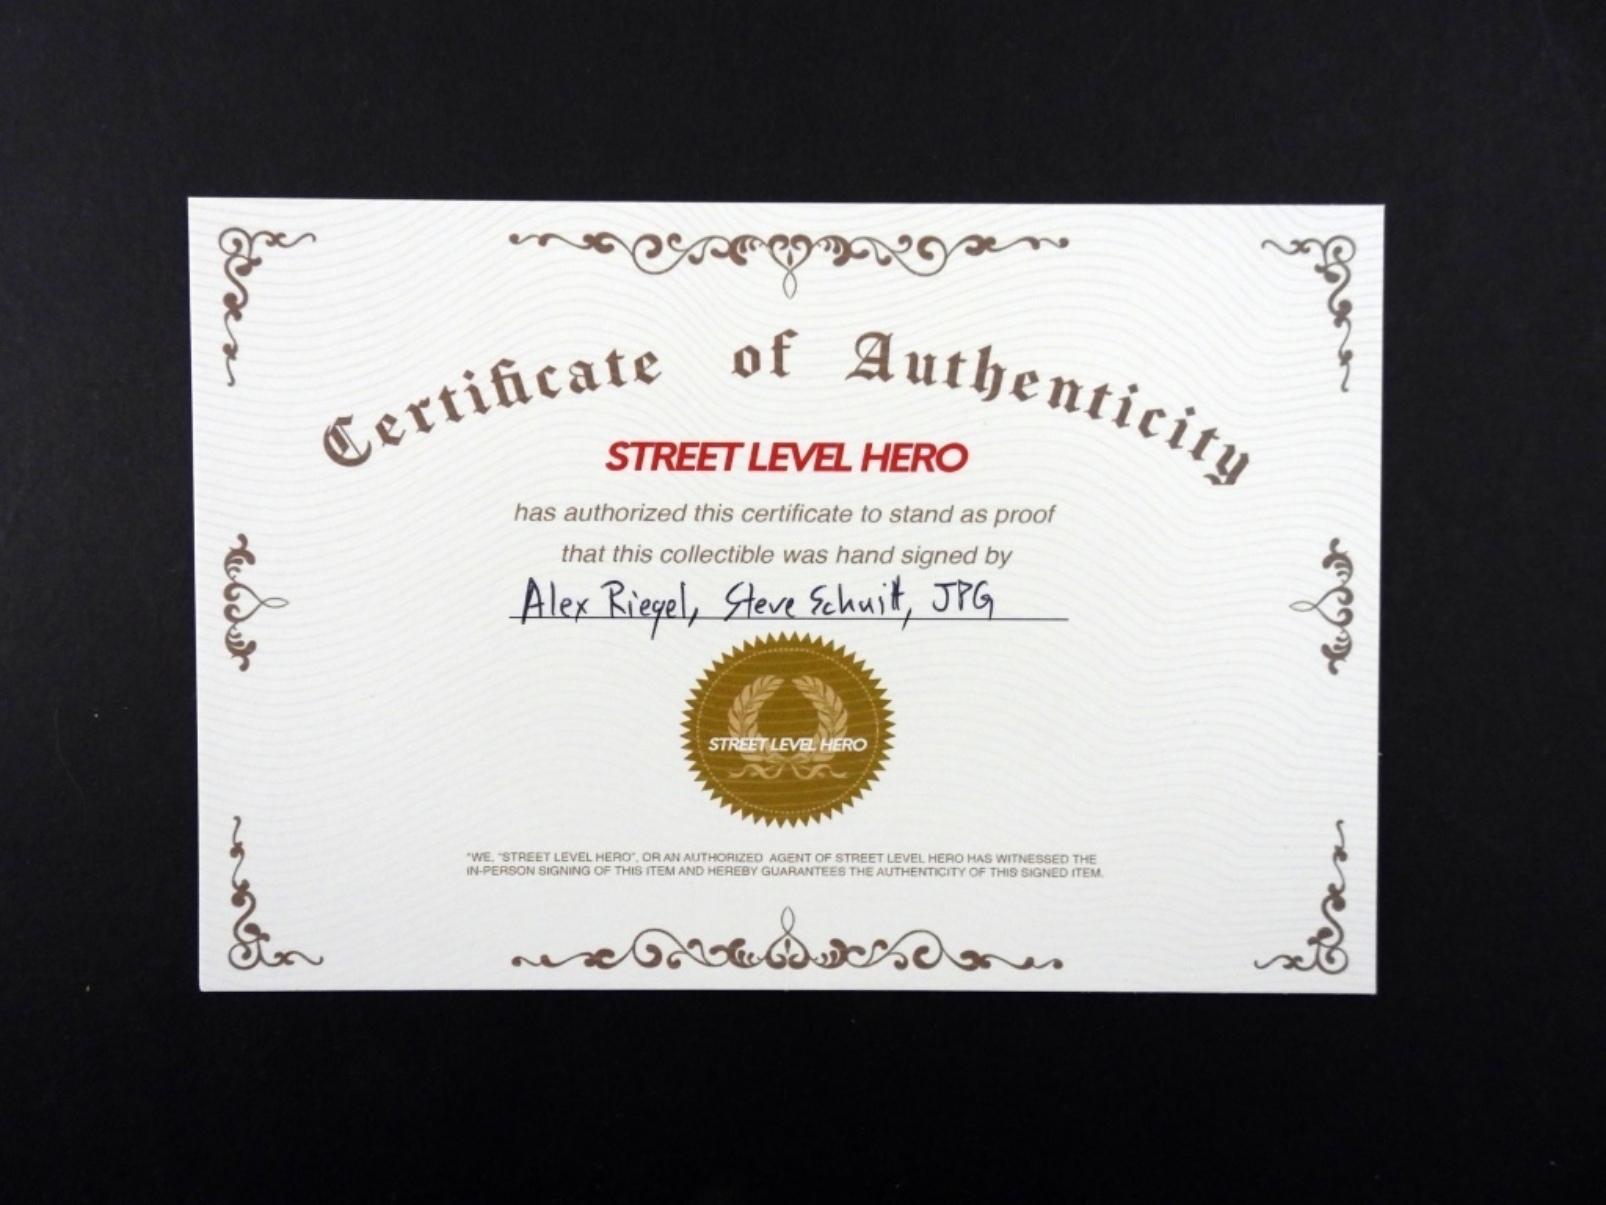 Certificate of Authenticity
STREET LEVEL HERO
has authorized this certificate to stand as proof
that this collectible was hand signed by
Alex Riegel, Steve Schuitt, JPG
STREET LEVEL HERO
"WE, "STREET LEVEL HERO", OR AN AUTHORIZED AGENT OF STREET LEVEL HERO HAS WITNESSED THE
IN-PERSON SIGNING OF THIS ITEM AND HEREBY GUARANTEES THE AUTHENTICITY OF THIS SIGNED ITEM.